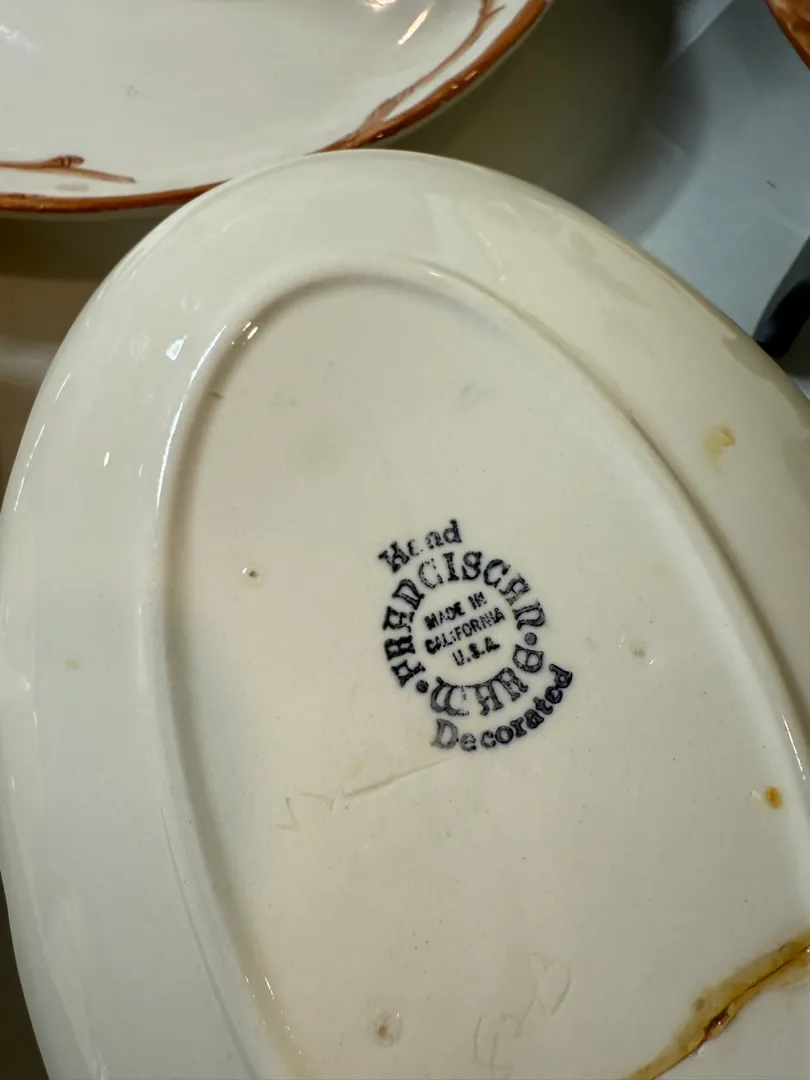 Hand
FRANCISCAN
MADE IN
CALIFORNIA
U.S.A.
WARE
Decorated